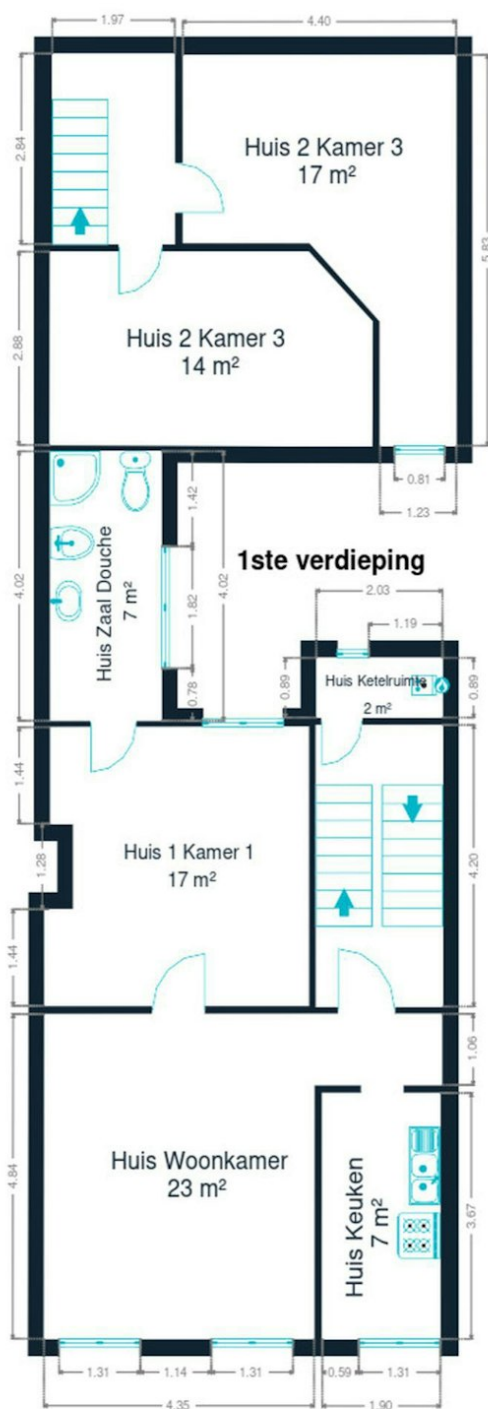 1.97
4.40
2.84
Huis 2 Kamer 3
17 m²
5.83
2.88
Huis 2 Kamer 3
14 m²
0.81
1.23
4.02
Huis Zaal Douche
7 m²
1.42
1.82
0.78
4.02
1ste verdieping
2.03
1.19
0.89
Huis Ketelruimte
2 m²
0.89
1.44
1.28
1.44
Huis 1 Kamer 1
17 m²
4.20
1.06
4.84
Huis Woonkamer
23 m²
Huis Keuken
7 m²
3.67
1.31
1.14
1.31
0.59
1.31
4.35
1.90